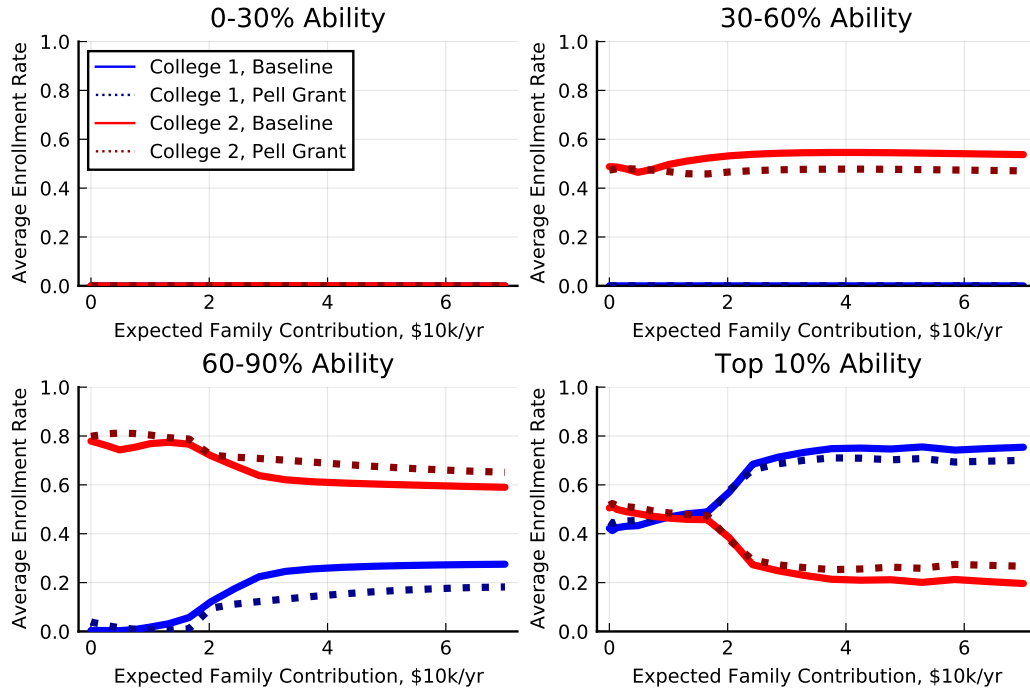 0-30% Ability
1.0
0.8
0.6
0.4
0.2
0.0
Average Enrollment Rate
College 1, Baseline
College 1, Pell Grant
College 2, Baseline
College 2, Pell Grant
0 2 4 6
Expected Family Contribution, $10k/yr
30-60% Ability
1.0
0.8
0.6
0.4
0.2
0.0
Average Enrollment Rate
0 2 4 6
Expected Family Contribution, $10k/yr
60-90% Ability
1.0
0.8
0.6
0.4
0.2
0.0
Average Enrollment Rate
0 2 4 6
Expected Family Contribution, $10k/yr
Top 10% Ability
1.0
0.8
0.6
0.4
0.2
0.0
Average Enrollment Rate
0 2 4 6
Expected Family Contribution, $10k/yr